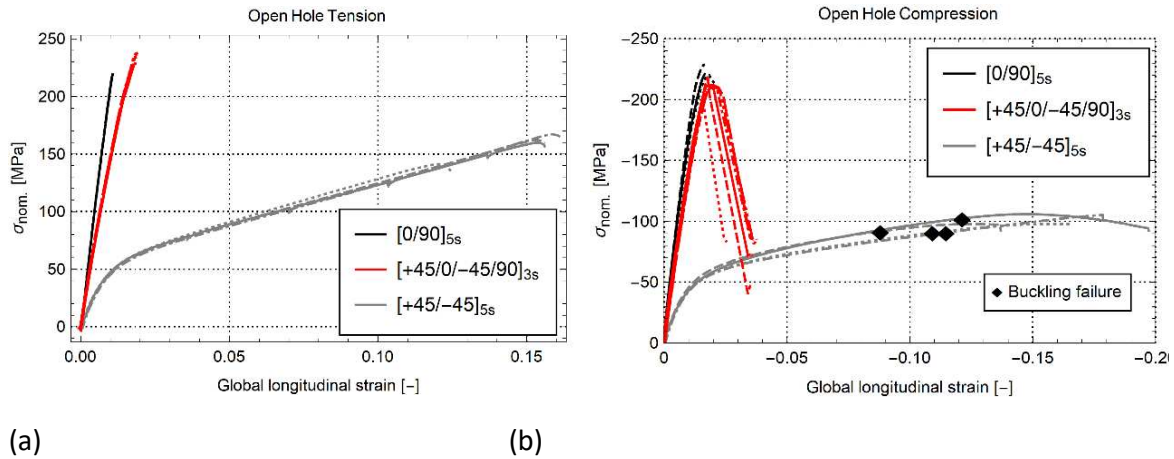 Open Hole Tension
250
200
150
100
50
0
σnom. [MPa]
0.00 0.05 0.10 0.15
Global longitudinal strain [−]
[0/90]5s
[+45/0/−45/90]3s
[+45/−45]5s
(a)
Open Hole Compression
−250
−200
−150
−100
−50
0
σnom. [MPa]
0 −0.05 −0.10 −0.15 −0.20
Global longitudinal strain [−]
[0/90]5s
[+45/0/−45/90]3s
[+45/−45]5s
Buckling failure
(b)